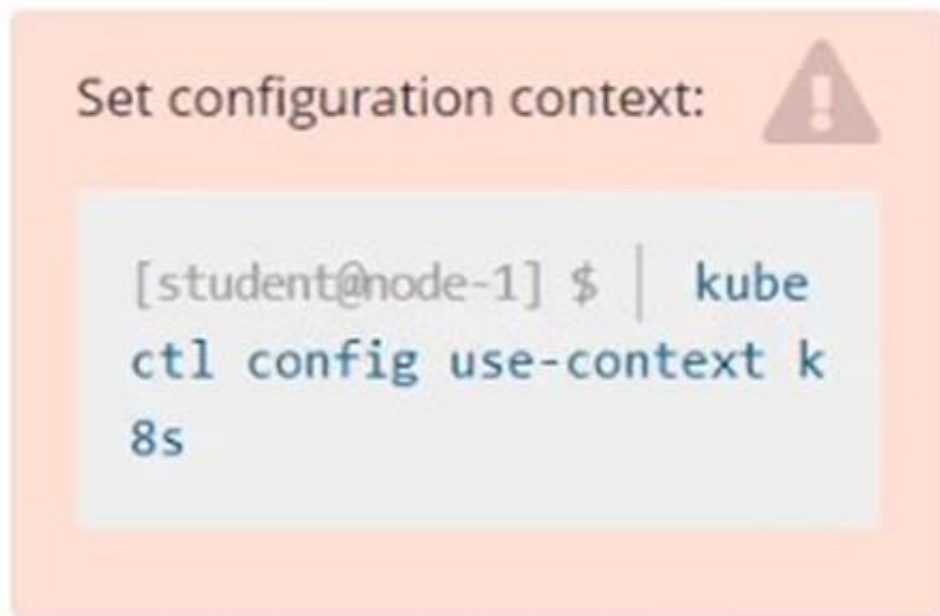 Set configuration context:
[student@node-1] $ | kube
ctl config use-context k
8s